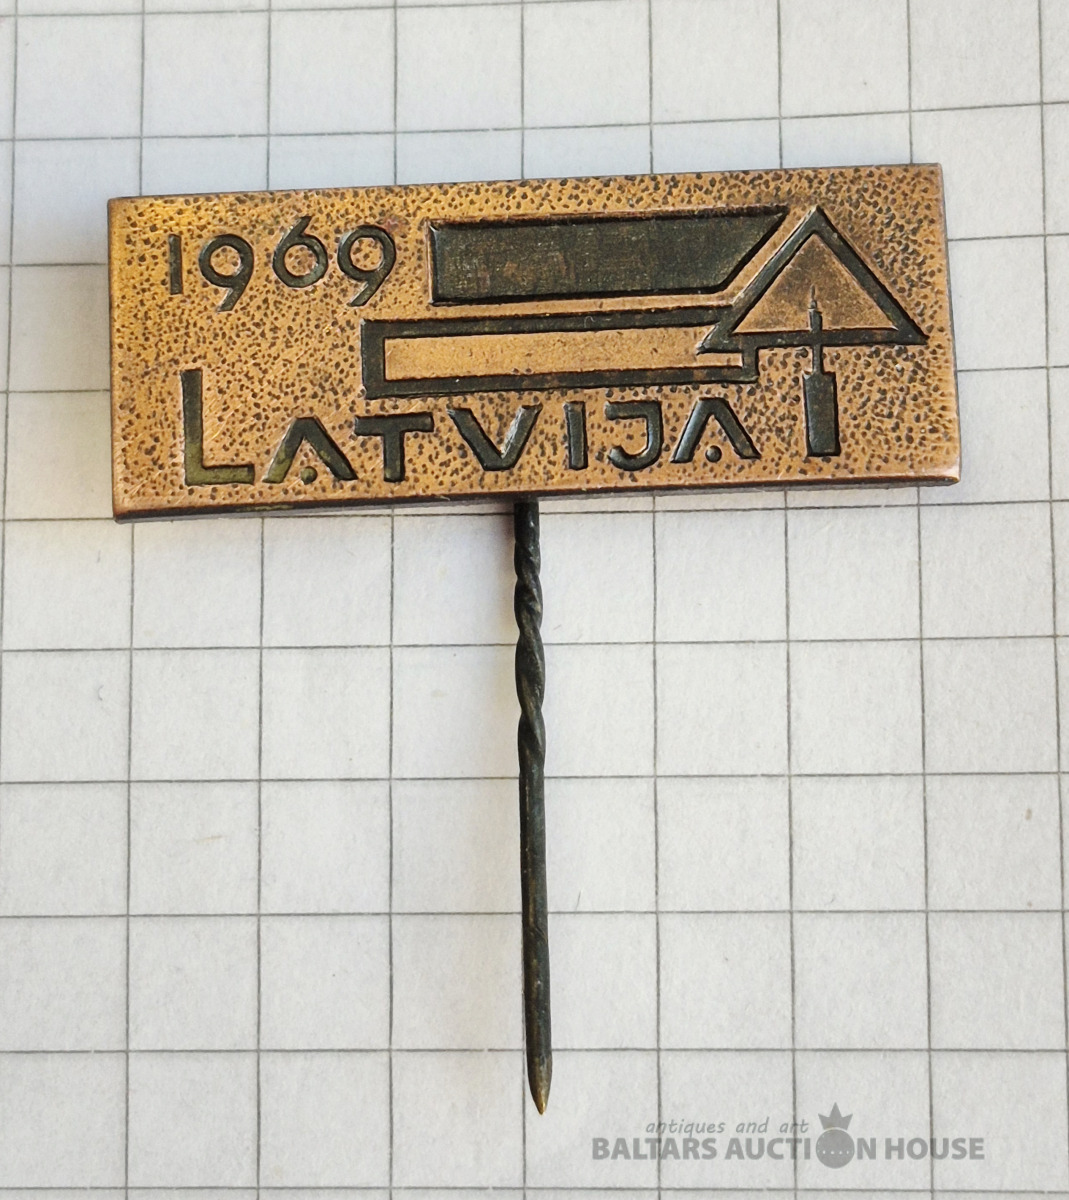 1969
LATVIJA
antiques and art
BALTARS AUCTION HOUSE